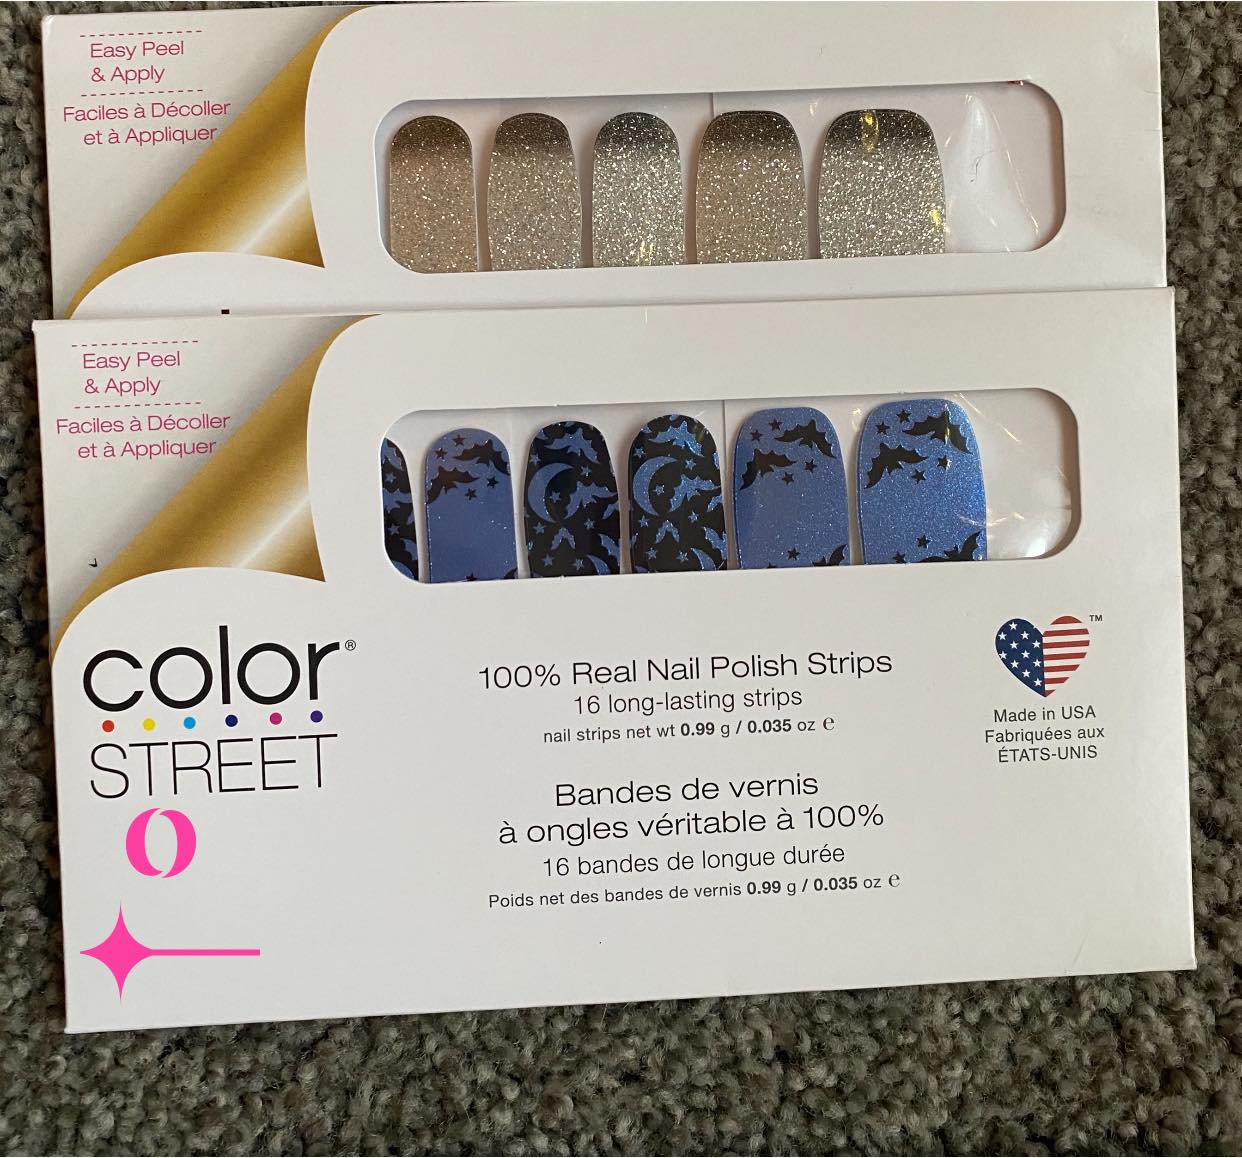 Easy Peel
& Apply
Faciles à Décoller
et à Appliquer
Easy Peel
& Apply
Faciles à Décoller
et à Appliquer
color®
STREET
O
100% Real Nail Polish Strips
16 long-lasting strips
nail strips net wt 0.99 g / 0.035 oz ℮
Bandes de vernis
à ongles véritable à 100%
16 bandes de longue durée
Poids net des bandes de vernis 0.99 g / 0.035 oz ℮
™
Made in USA
Fabriquées aux
ÉTATS-UNIS